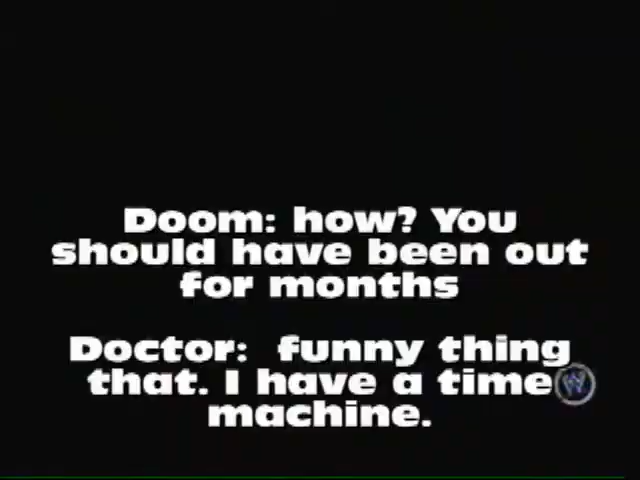 Doom: how? You
should have been out
for months
Doctor:  funny thing
that. I have a time
machine.
W